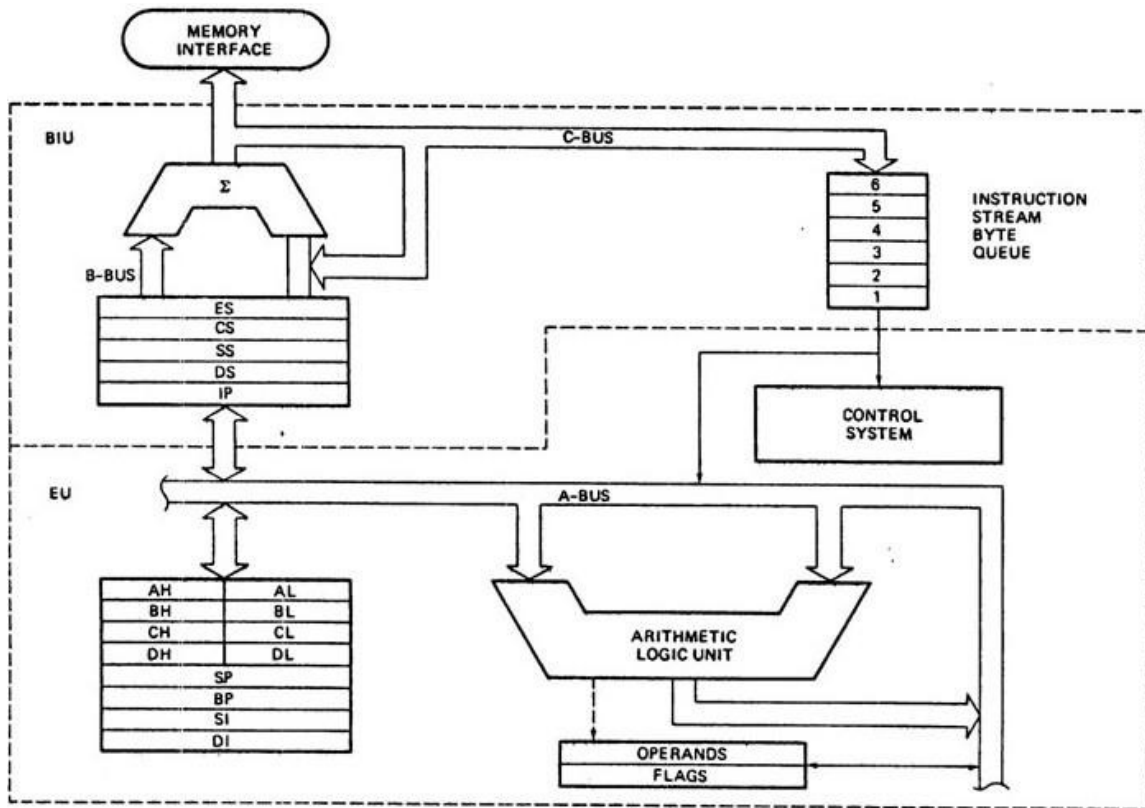 MEMORY
INTERFACE
BIU
C-BUS
Σ
B-BUS
6
5
4
3
2
1
INSTRUCTION
STREAM
BYTE
QUEUE
ES
CS
SS
DS
IP
CONTROL
SYSTEM
EU
A-BUS
AH AL
BH BL
CH CL
DH DL
SP
BP
SI
DI
ARITHMETIC
LOGIC UNIT
OPERANDS
FLAGS